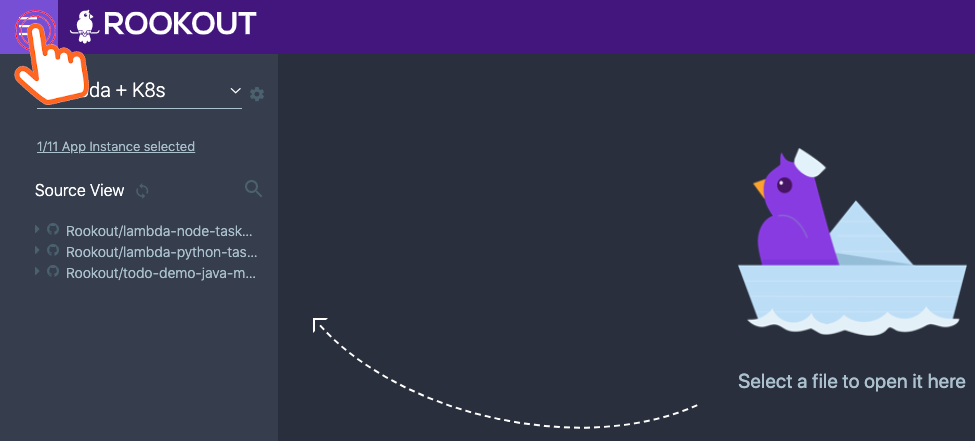 ROOKOUT
da + K8s
1/11 App Instance selected
Source View
Rookout/lambda-node-task...
Rookout/lambda-python-tas...
Rookout/todo-demo-java-m...
Select a file to open it here